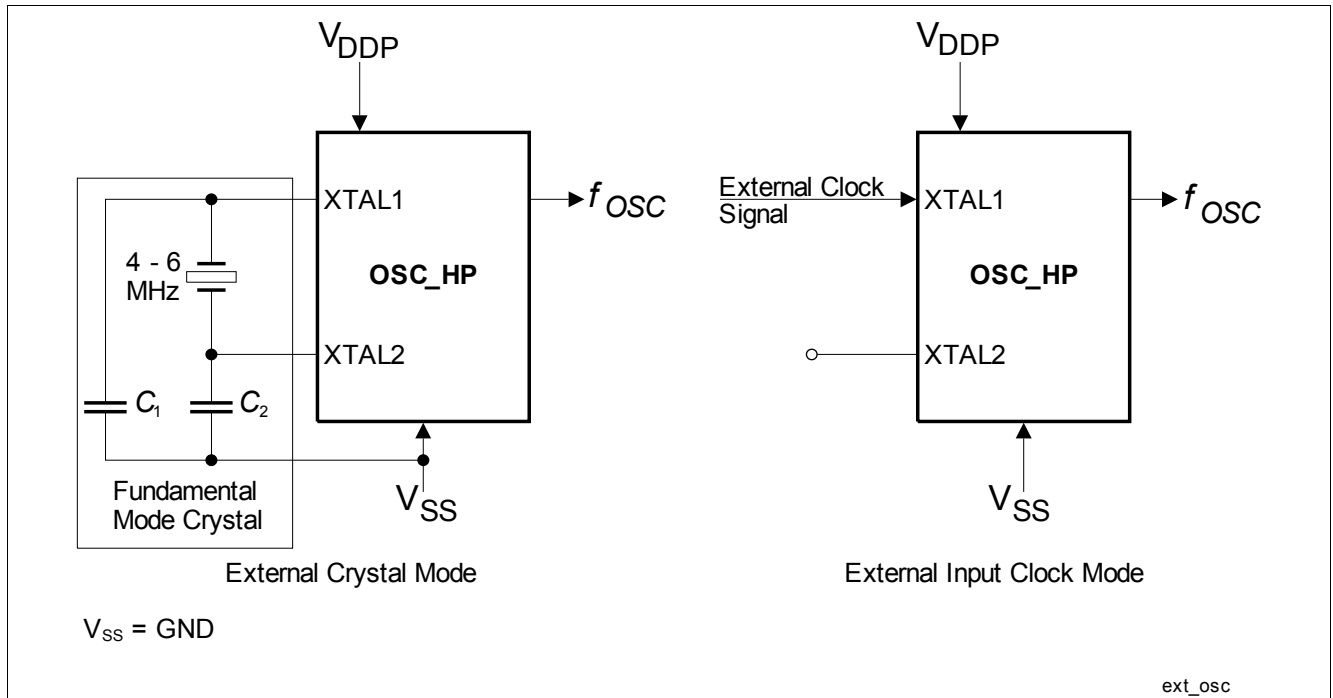 VDDP
XTAL1
fOSC
4 - 6
MHz
OSC_HP
XTAL2
C1
C2
Fundamental
Mode Crystal
VSS
External Crystal Mode
VSS = GND
VDDP
External Clock
Signal
XTAL1
fOSC
OSC_HP
XTAL2
VSS
External Input Clock Mode
ext_osc